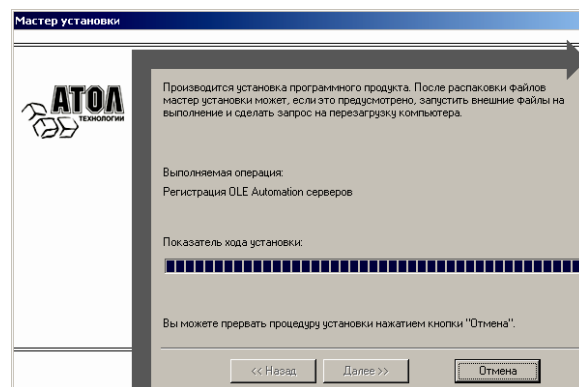 Мастер установки
АТОЛ
ТЕХНОЛОГИИ
Производится установка программного продукта. После распаковки файлов
мастер установки может, если это предусмотрено, запустить внешние файлы на
выполнение и сделать запрос на перезагрузку компьютера.
Выполняемая операция:
Регистрация OLE Automation серверов
Показатель хода установки:
Вы можете прервать процедуру установки нажатием кнопки "Отмена".
<< Назад
Далее >>
Отмена